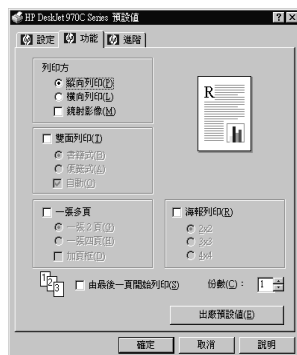 HP DeskJet 970C Series 預設值
設定 功能 進階
列印方
縱向列印(P)
橫向列印(L)
鏡射影像(M)
R
雙面列印(T)
書籍式(B)
便箋式(A)
自動(O)
一張多頁
一張２頁(2)
一張四頁(H)
加頁框(D)
海報列印(R)
2x2
3x3
4x4
1 2 3
由最後一頁開始列印(S)
份數(C)： 1
出廠預設值(E)
確定 取消 說明